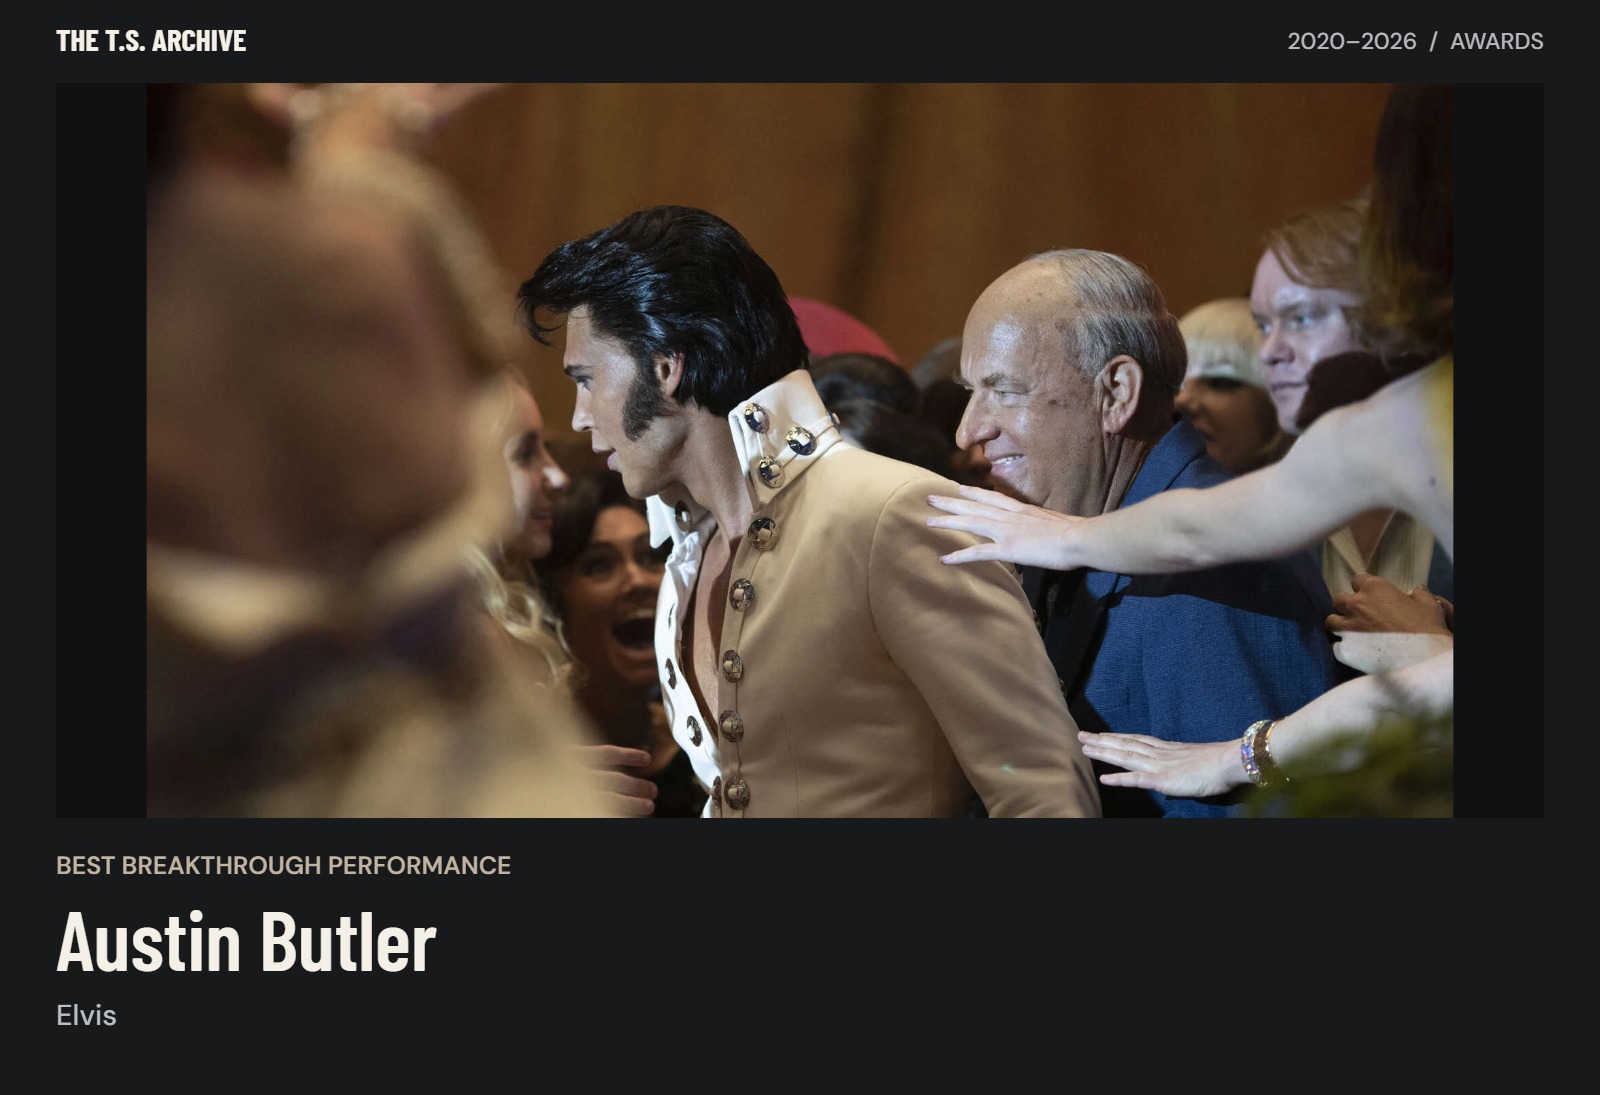 THE T.S. ARCHIVE
2020–2026 / AWARDS
BEST BREAKTHROUGH PERFORMANCE
Austin Butler
Elvis